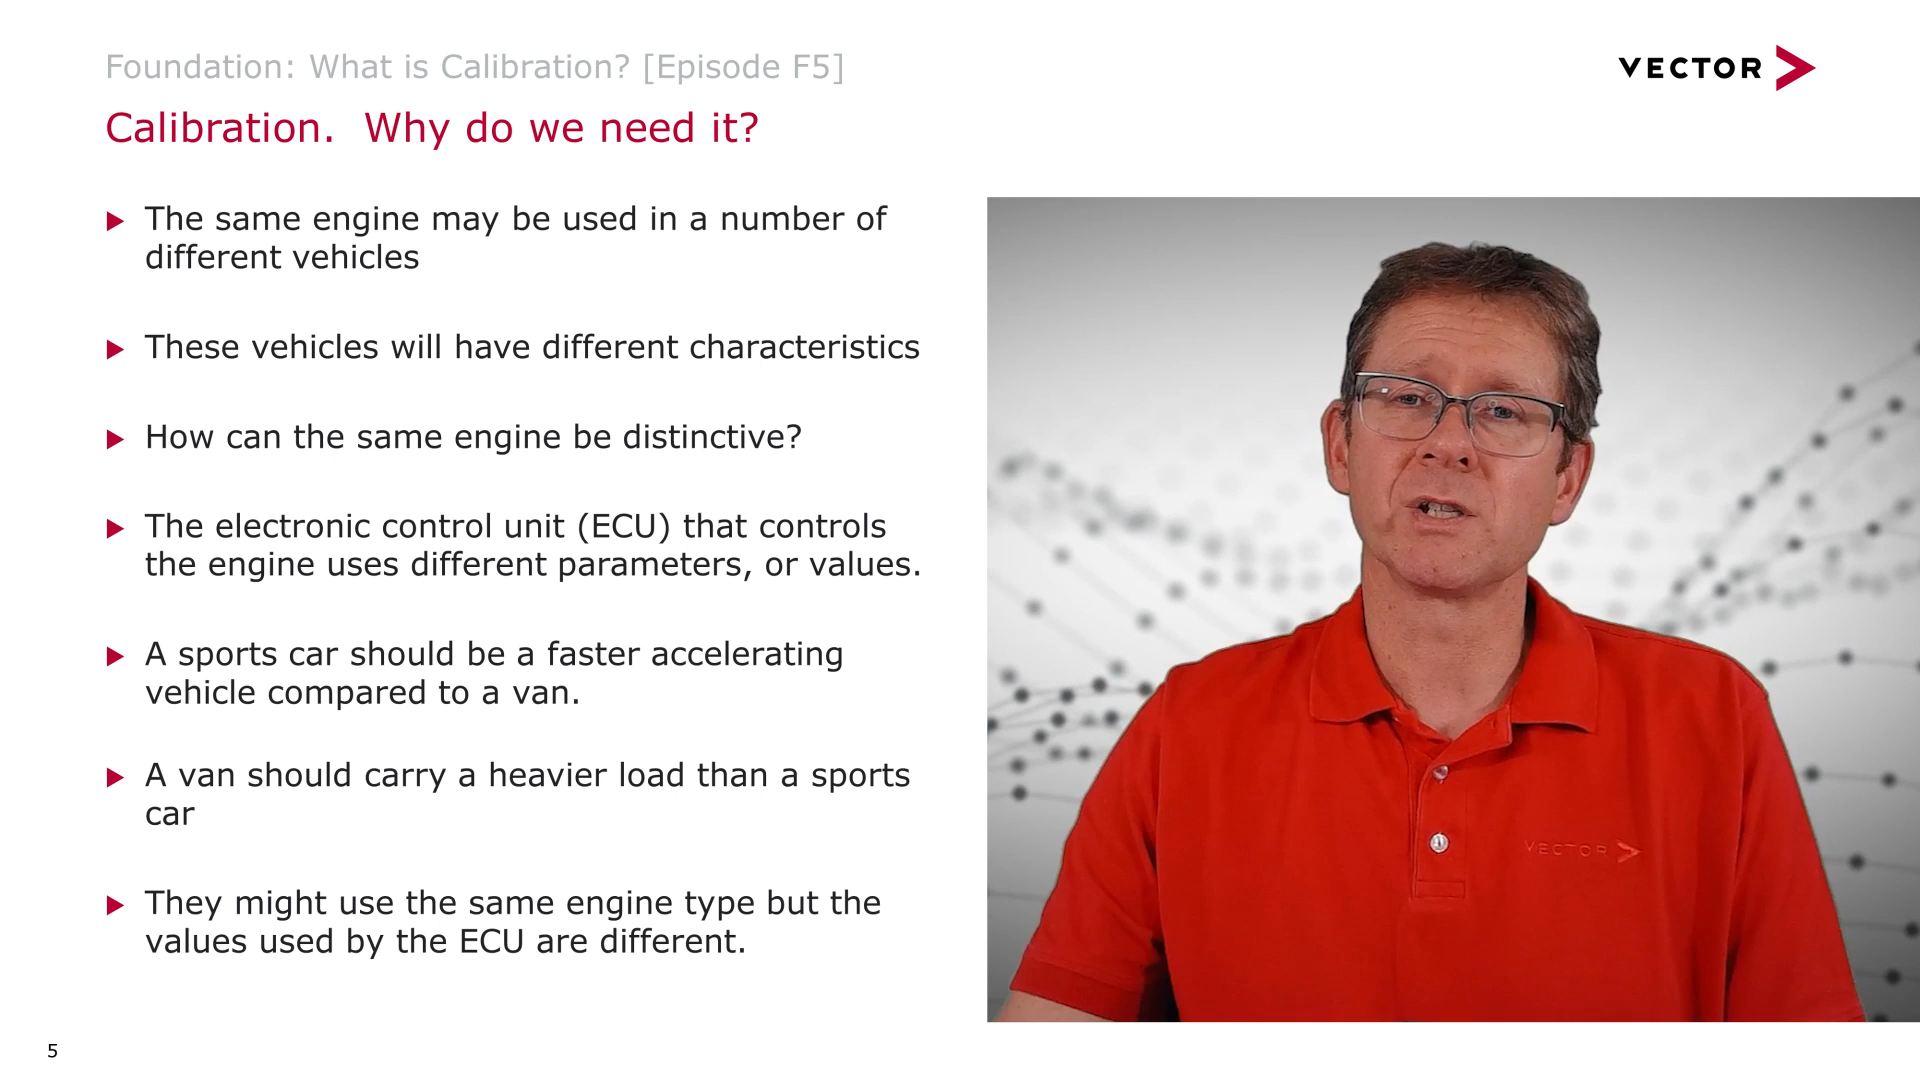 Foundation: What is Calibration? [Episode F5]
VECTOR
Calibration.  Why do we need it?
The same engine may be used in a number of
different vehicles
These vehicles will have different characteristics
How can the same engine be distinctive?
The electronic control unit (ECU) that controls
the engine uses different parameters, or values.
A sports car should be a faster accelerating
vehicle compared to a van.
A van should carry a heavier load than a sports
car
They might use the same engine type but the
values used by the ECU are different.
VECTOR
5